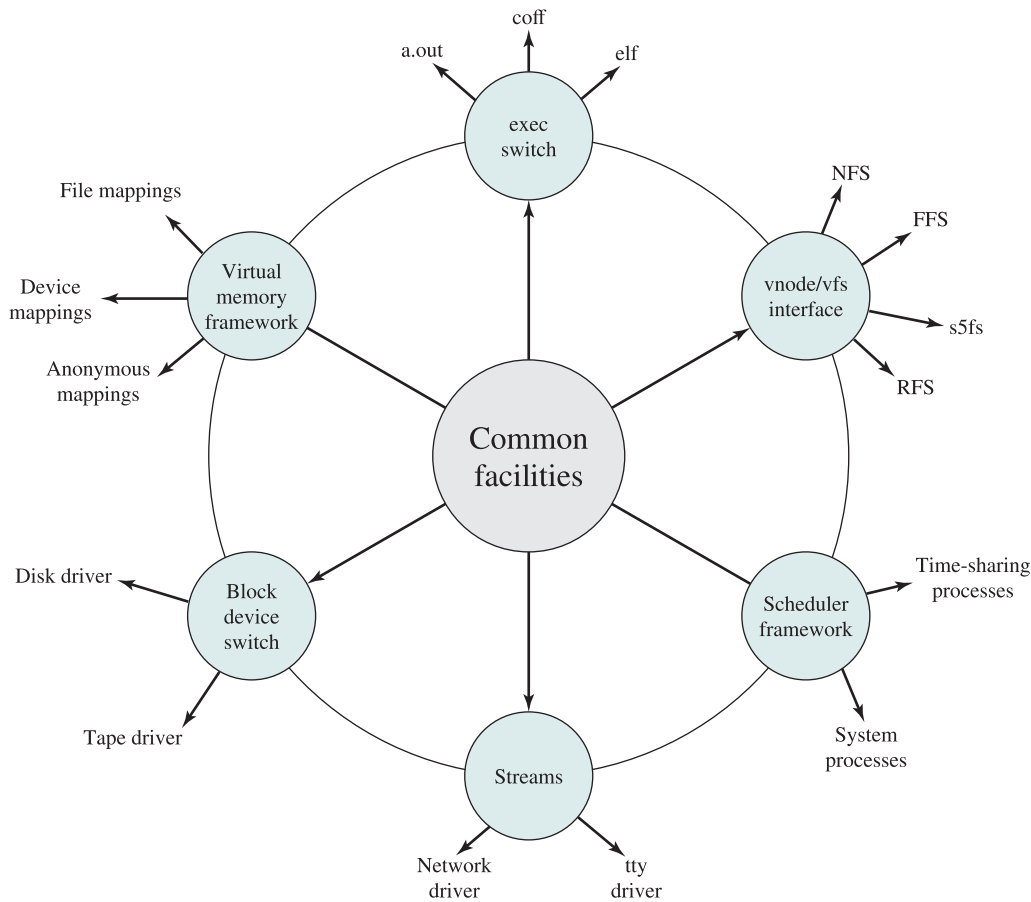 coff
a.out
elf
exec
switch
NFS
File mappings
FFS
Virtual
memory
framework
vnode/vfs
interface
Device
mappings
s5fs
Anonymous
mappings
RFS
Common
facilities
Disk driver
Time-sharing
processes
Block
device
switch
Scheduler
framework
Tape driver
System
processes
Streams
Network
driver
tty
driver